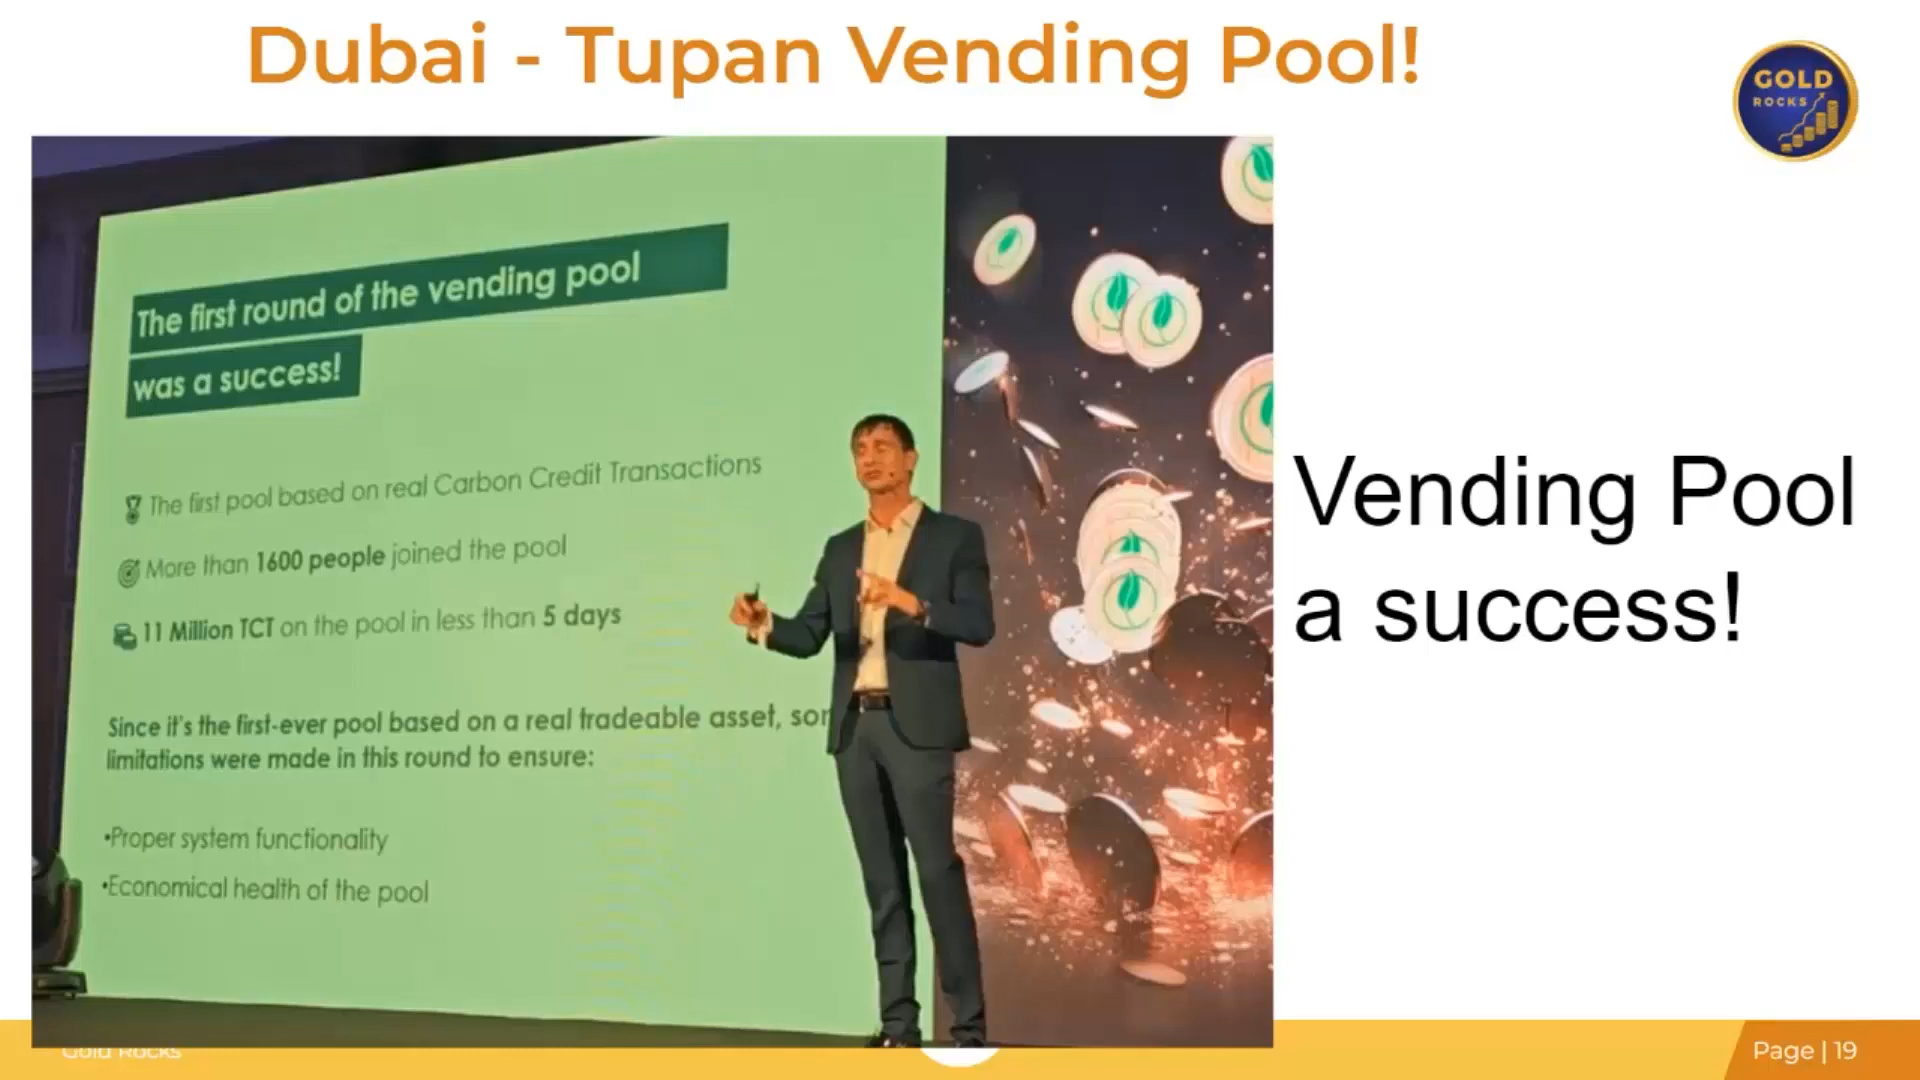 Dubai - Tupan Vending Pool!
GOLD
ROCKS
The first round of the vending pool
was a success!
The first pool based on real Carbon Credit Transactions
More than 1600 people joined the pool
11 Million TCT on the pool in less than 5 days
Since it's the first-ever pool based on a real tradeable asset,
limitations were made in this round to ensure:
•Proper system functionality
•Economical health of the pool
Vending Pool
a success!
Gold Rocks
Page | 19